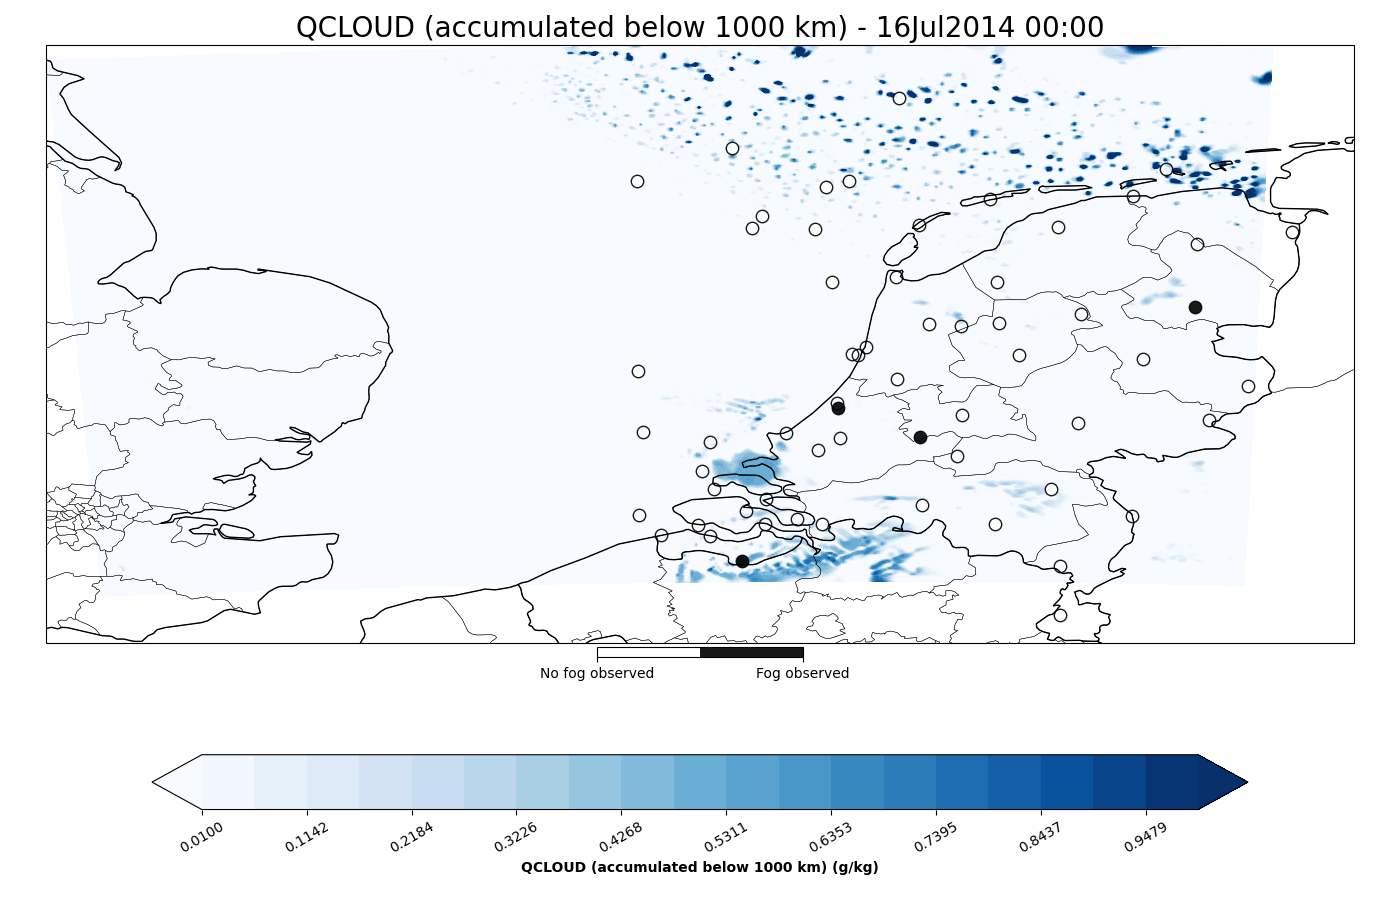 QCLOUD (accumulated below 1000 km) - 16Jul2014 00:00
No fog observed Fog observed
0.0100 0.1142 0.2184 0.3226 0.4268 0.5311 0.6353 0.7395 0.8437 0.9479
QCLOUD (accumulated below 1000 km) (g/kg)